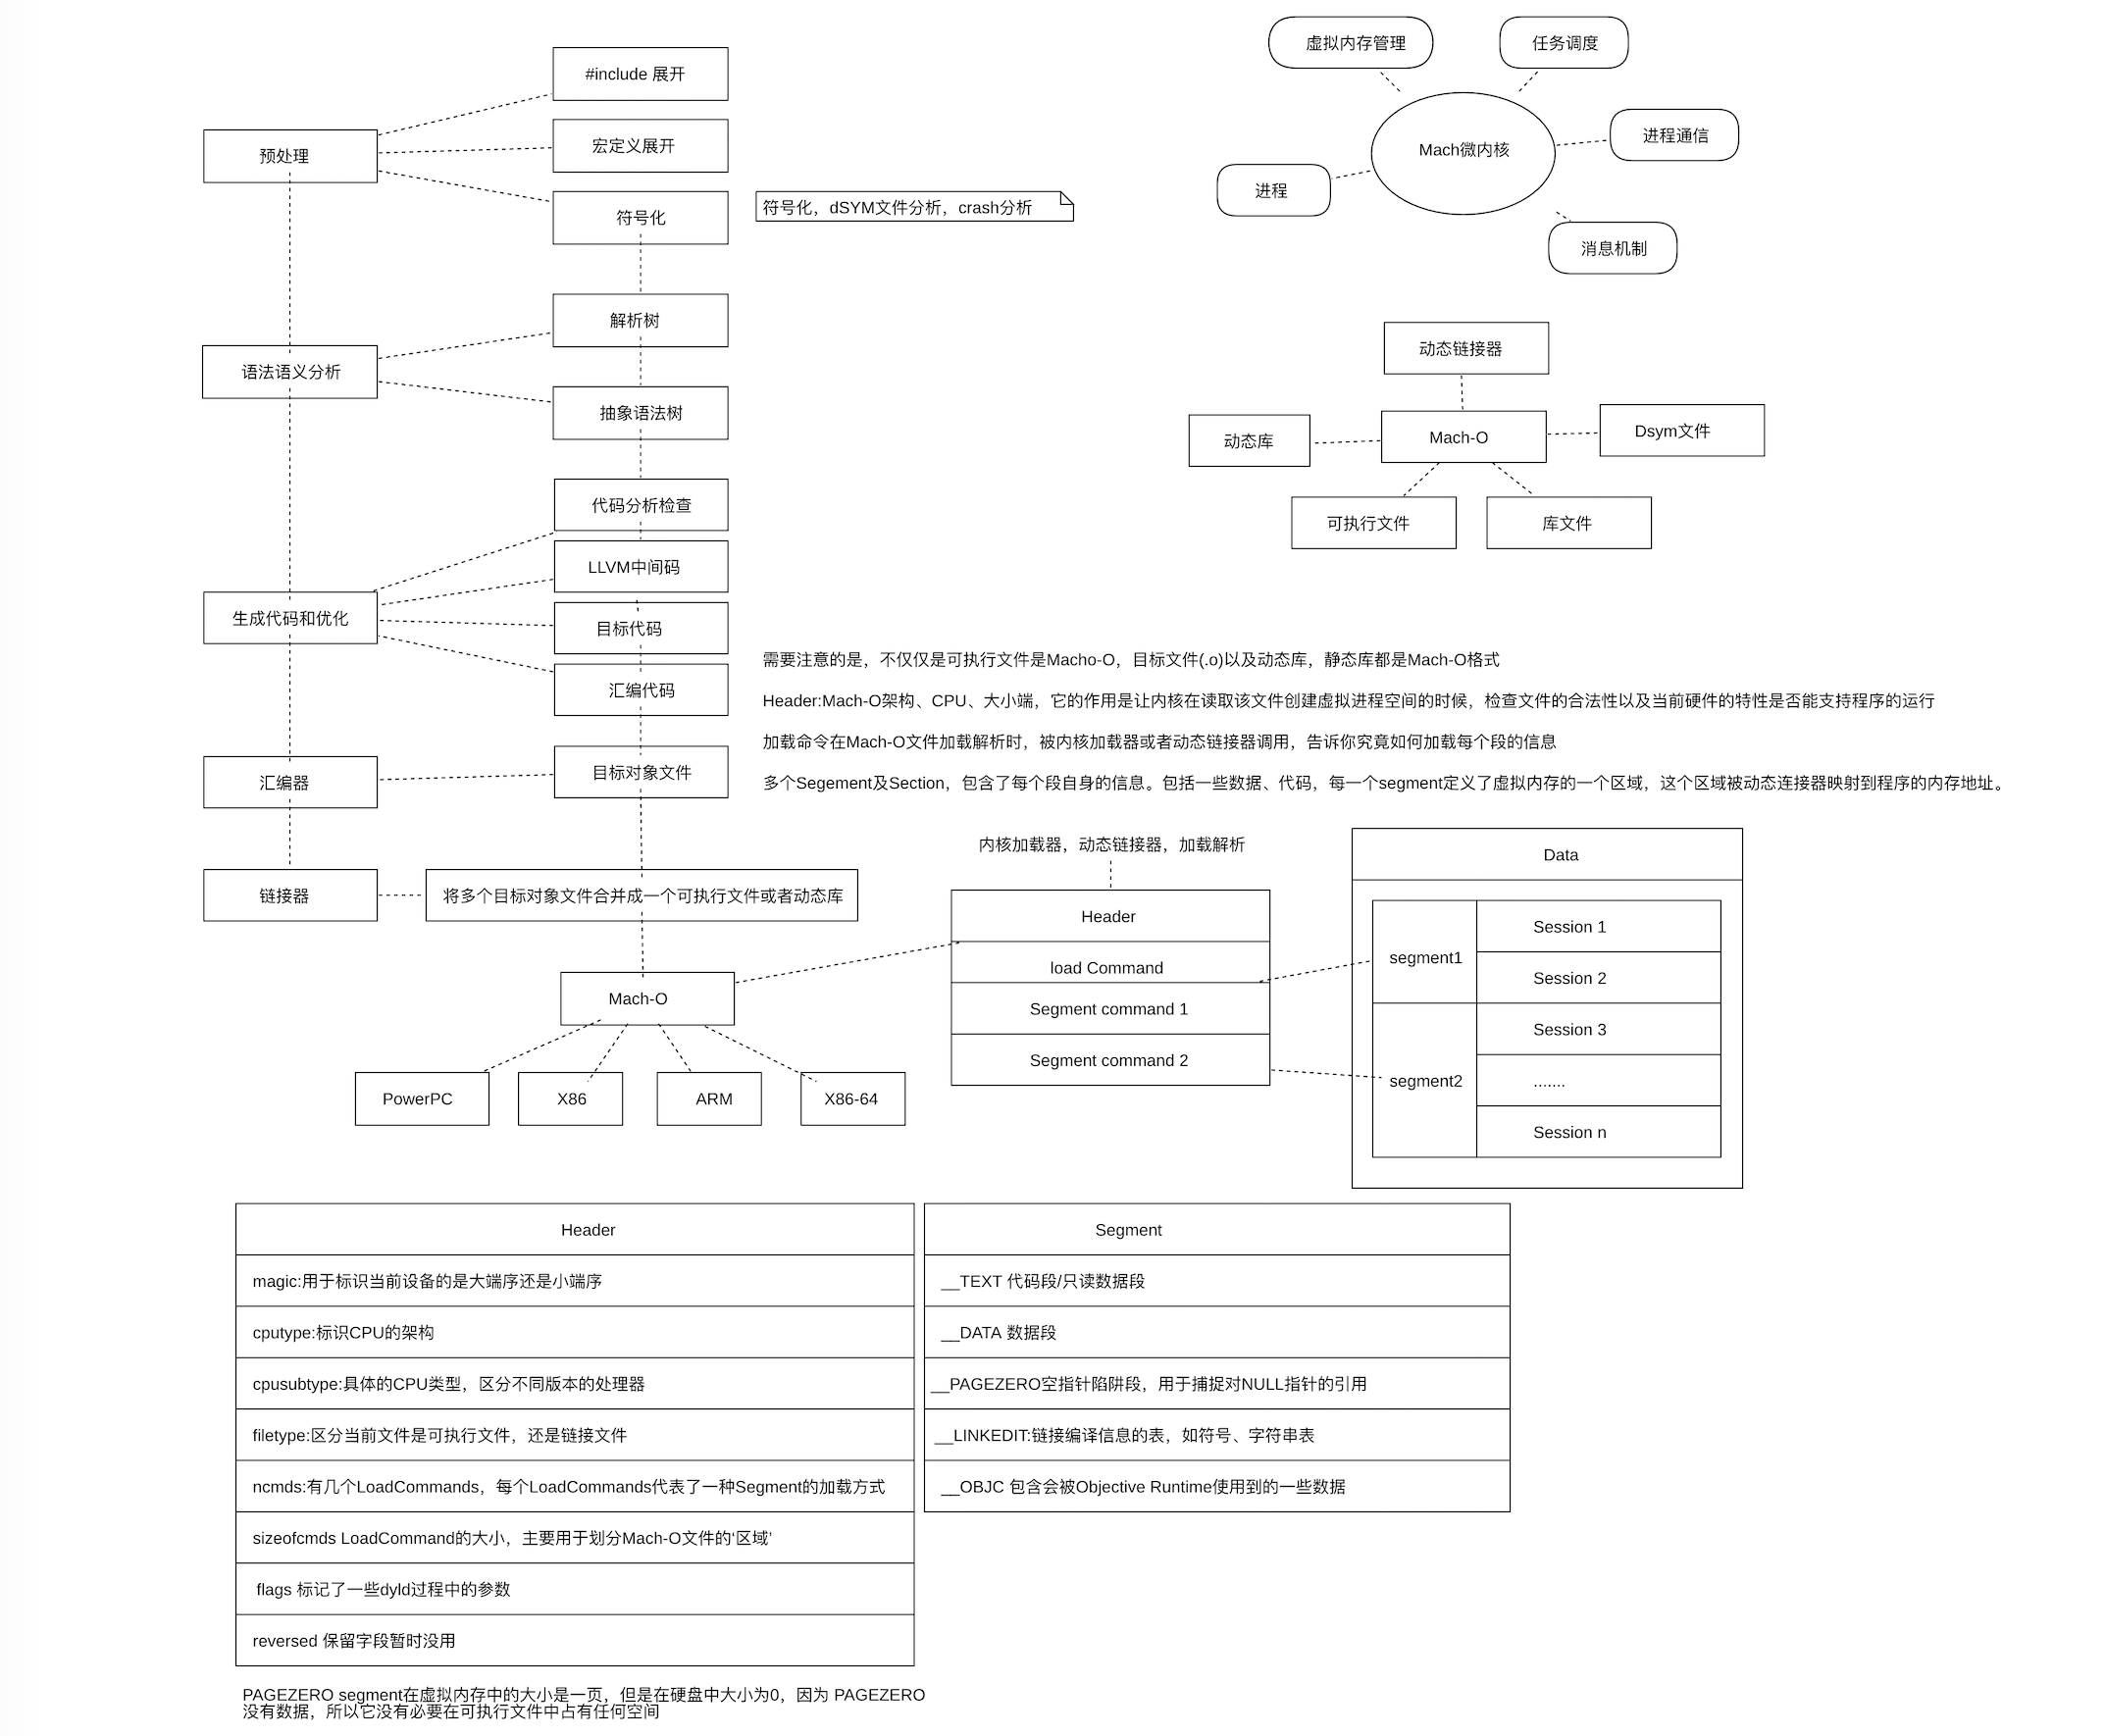 #include 展开
宏定义展开
预处理
符号化
符号化，dSYM文件分析，crash分析
解析树
语法语义分析
抽象语法树
代码分析检查
LLVM中间码
生成代码和优化
目标代码
汇编代码
汇编器
目标对象文件
链接器
将多个目标对象文件合并成一个可执行文件或者动态库
Mach-O
PowerPC
X86
ARM
X86-64
虚拟内存管理
任务调度
Mach微内核
进程通信
进程
消息机制
动态链接器
动态库
Mach-O
Dsym文件
可执行文件
库文件
需要注意的是，不仅仅是可执行文件是Macho-O，目标文件(.o)以及动态库，静态库都是Mach-O格式
Header:Mach-O架构、CPU、大小端，它的作用是让内核在读取该文件创建虚拟进程空间的时候，检查文件的合法性以及当前硬件的特性是否能支持程序的运行
加载命令在Mach-O文件加载解析时，被内核加载器或者动态链接器调用，告诉你究竟如何加载每个段的信息
多个Segement及Section，包含了每个段自身的信息。包括一些数据、代码，每一个segment定义了虚拟内存的一个区域，这个区域被动态连接器映射到程序的内存地址。
内核加载器，动态链接器，加载解析
Header
load Command
Segment command 1
Segment command 2
Data
segment1
Session 1
Session 2
segment2
Session 3
.......
Session n
Header
magic:用于标识当前设备的是大端序还是小端序
cputype:标识CPU的架构
cpusubtype:具体的CPU类型，区分不同版本的处理器
filetype:区分当前文件是可执行文件，还是链接文件
ncmds:有几个LoadCommands，每个LoadCommands代表了一种Segment的加载方式
sizeofcmds LoadCommand的大小，主要用于划分Mach-O文件的‘区域’
flags 标记了一些dyld过程中的参数
reversed 保留字段暂时没用
Segment
__TEXT 代码段/只读数据段
__DATA 数据段
__PAGEZERO空指针陷阱段，用于捕捉对NULL指针的引用
__LINKEDIT:链接编译信息的表，如符号、字符串表
__OBJC 包含会被Objective Runtime使用到的一些数据
PAGEZERO segment在虚拟内存中的大小是一页，但是在硬盘中大小为0，因为 PAGEZERO
没有数据，所以它没有必要在可执行文件中占有任何空间